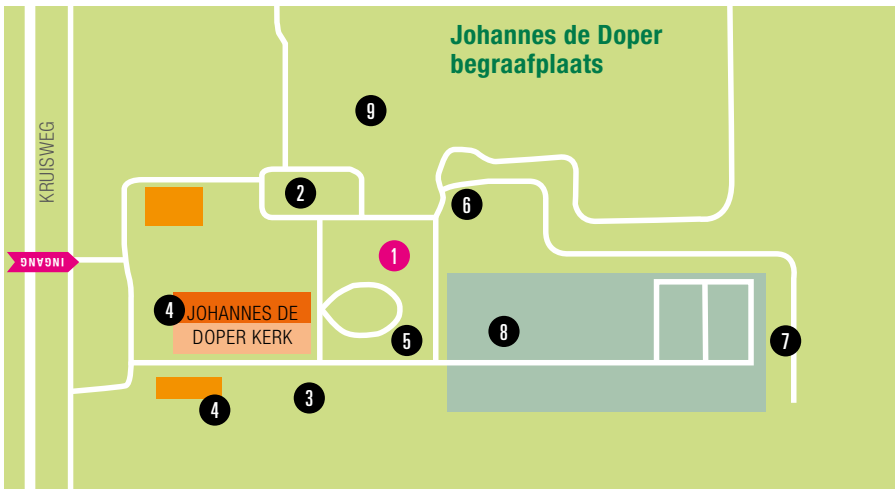 Johannes de Doper
begraafplaats
9
KRUISWEG
2
6
1
INGANG
4
JOHANNES DE
DOPER KERK
5
8
7
4
3